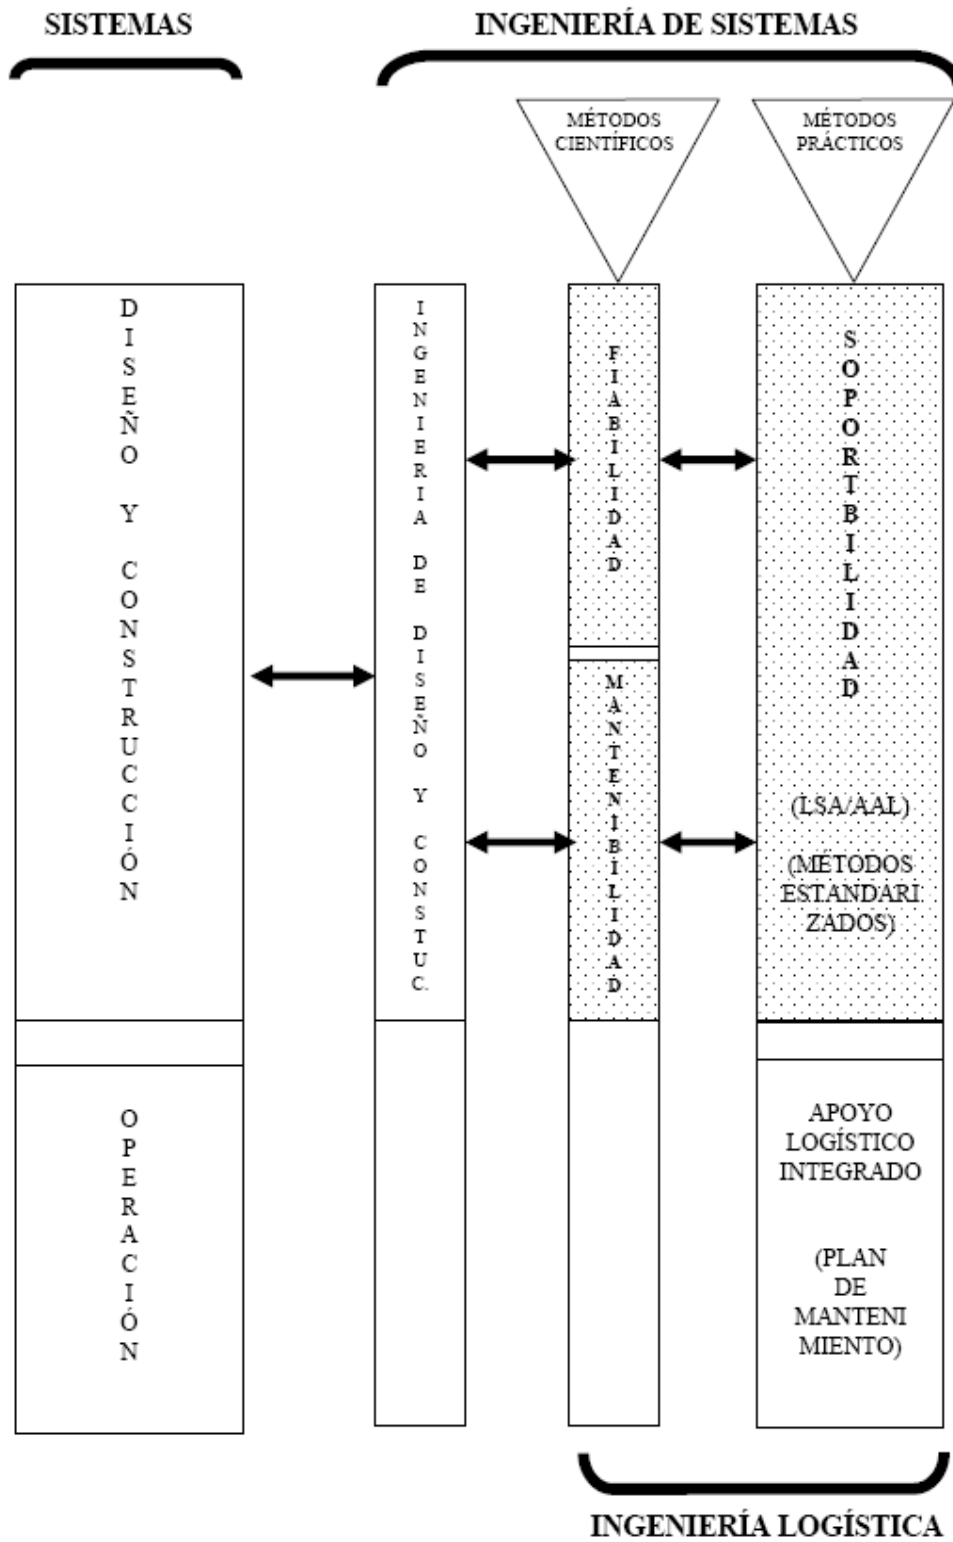 SISTEMAS
INGENIERÍA DE SISTEMAS
MÉTODOS
CIENTÍFICOS
MÉTODOS
PRÁCTICOS
DISEÑO Y CONSTRUCCIÓN
INGENIERIA DE DISEÑO Y CONSTUC.
FIABILIDAD
SOPORTBILIDAD
MANTENIBILIDAD
(LSA/AAL)
(MÉTODOS
ESTANDARI
ZADOS)
OPERACIÓN
APOYO
LOGÍSTICO
INTEGRADO
(PLAN
DE
MANTENI
MIENTO)
INGENIERÍA LOGÍSTICA